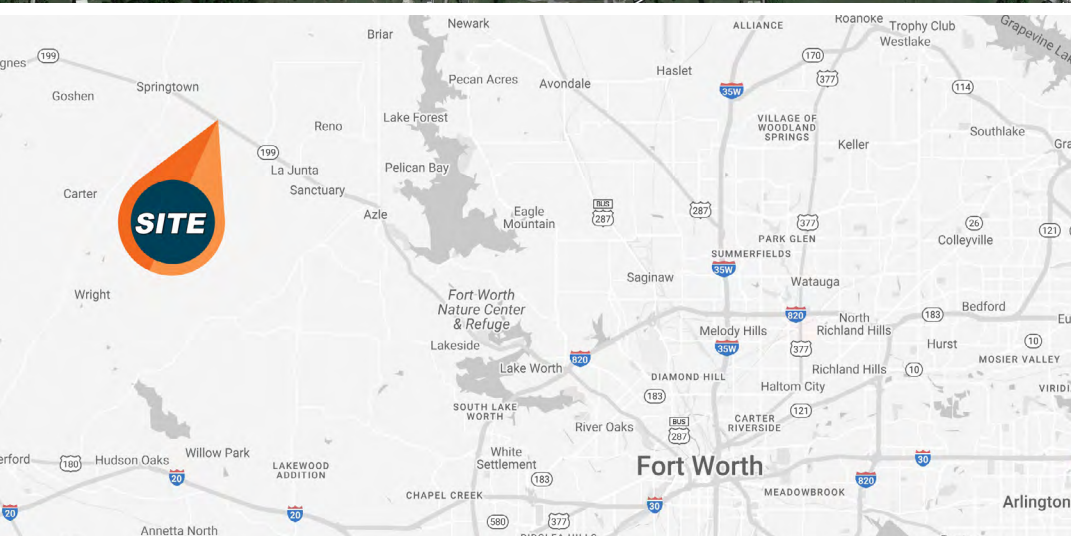 Newark
Briar
ALLIANCE
Roanoke
Trophy Club
Westlake
Grapevine Lak
gnes
199
Springtown
Goshen
Pecan Acres
Avondale
Haslet
170
377
35W
114
Lake Forest
Reno
VILLAGE OF
WOODLAND
SPRINGS
Southlake
Keller
Gra
199
La Junta
Pelican Bay
Sanctuary
Carter
SITE
Azle
Eagle
Mountain
BUS
287
287
377
26
121
Colleyville
PARK GLEN
SUMMERFIELDS
35W
Saginaw
Watauga
Wright
Fort Worth
Nature Center
& Refuge
Bedford
820
North
Richland Hills
183
Eu
Melody Hills
Lakeside
820
35W
377
Hurst
10
MOSIER VALLEY
Lake Worth
DIAMOND HILL
Richland Hills
10
Haltom City
183
VIRIDI
SOUTH LAKE
WORTH
121
CARTER
RIVERSIDE
River Oaks
BUS
287
erford
180
Hudson Oaks
Willow Park
20
LAKEWOOD
ADDITION
White
Settlement
183
Fort Worth
30
820
MEADOWBROOK
CHAPEL CREEK
Arlington
20
20
30
580
377
Annetta North
RIDGLEA HILLS